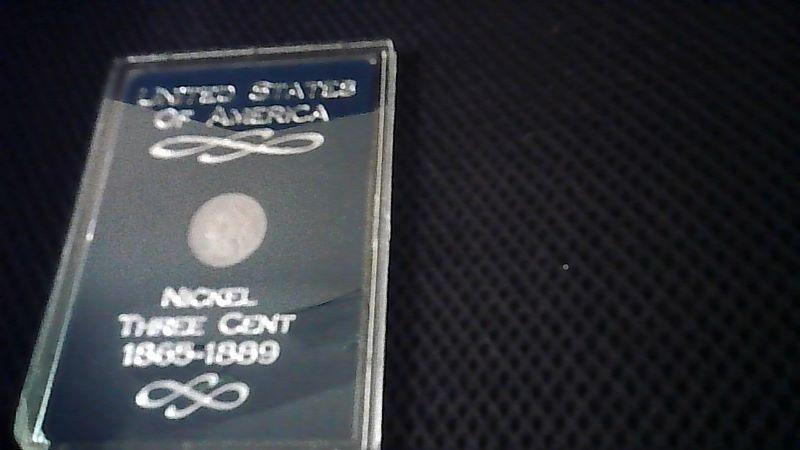 UNITED STATES
OF AMERICA
NICKEL
THREE CENT
1865-1889